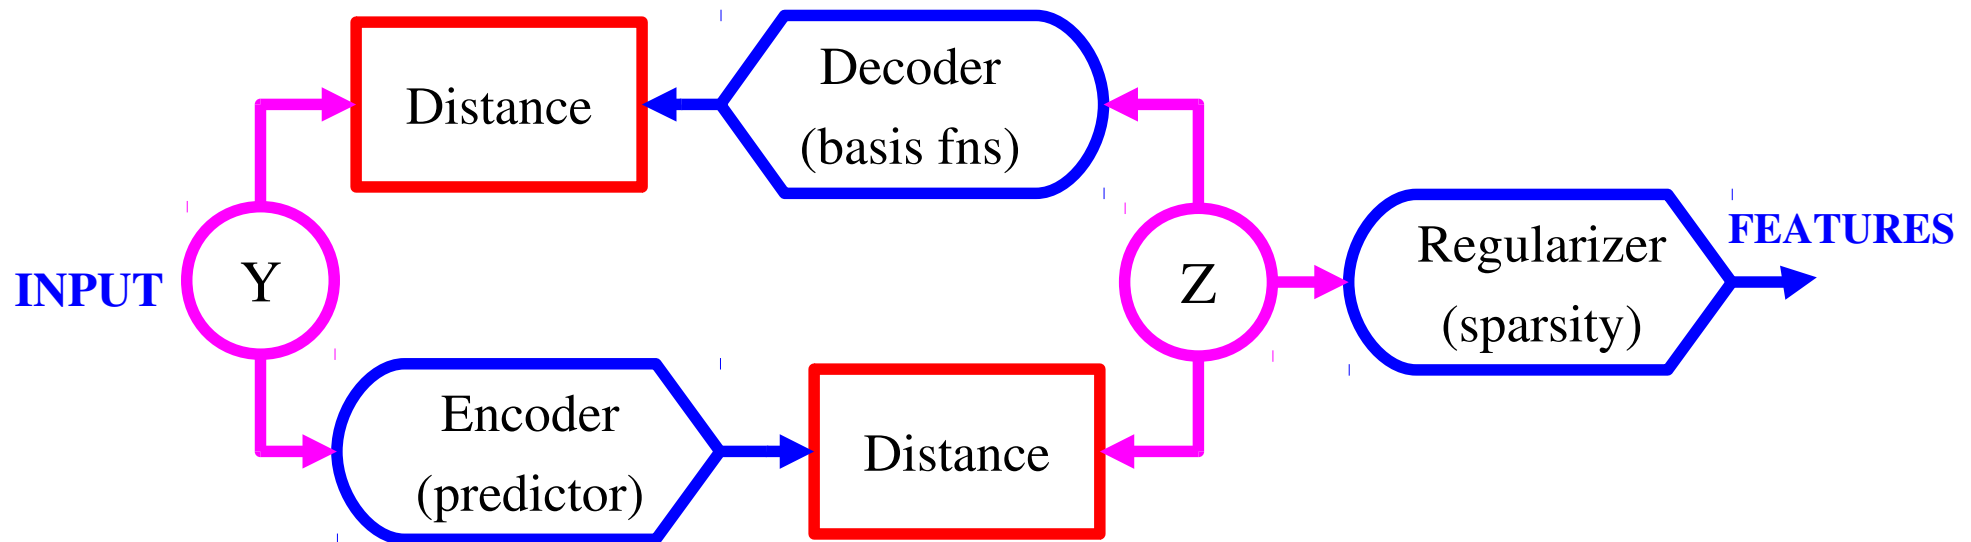 Distance
Decoder
(basis fns)
INPUT
Y
Z
Regularizer
(sparsity)
FEATURES
Encoder
(predictor)
Distance